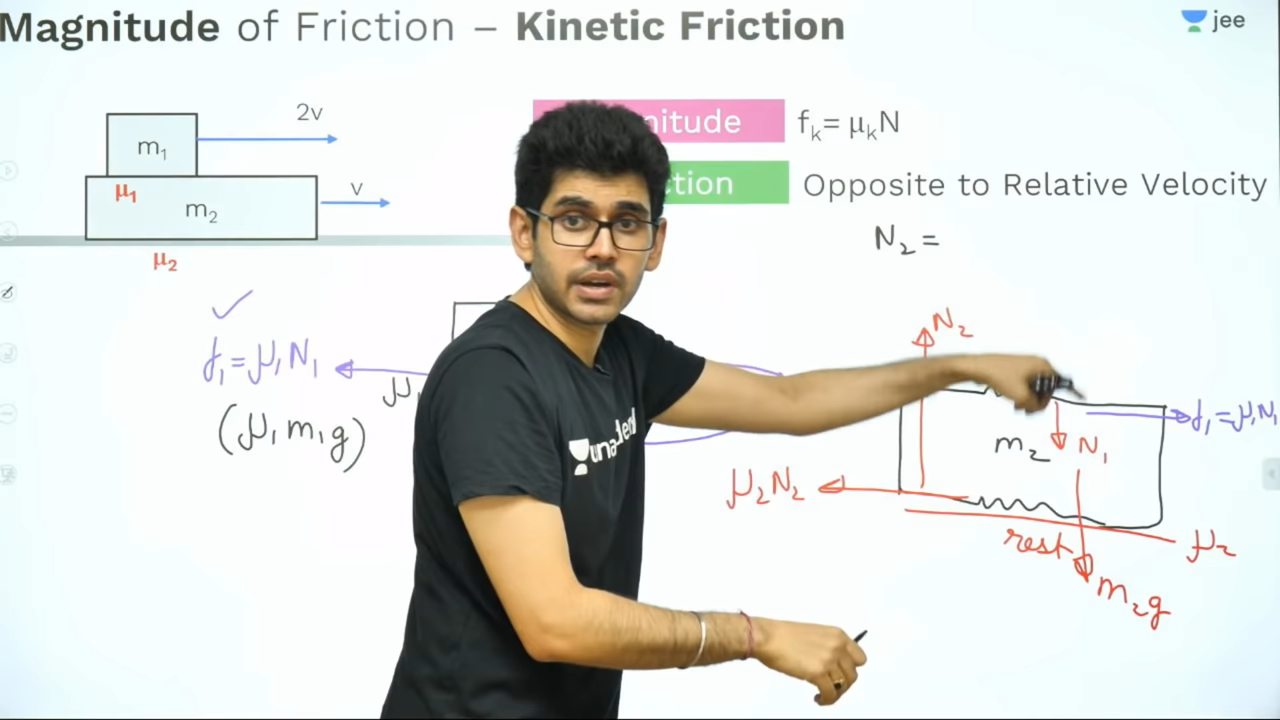 Magnitude of Friction – Kinetic Friction
jee
2v
m₁
nitude
fₖ= μₖN
μ₁
m₂
v
ction
Opposite to Relative Velocity
μ₂
N₂ =
f₁=μ₁N₁
(μ₁m₁g)
N₂
f₁=μ₁N₁
m₂
N₁
μ₂N₂
rest
μ₂
m₂g